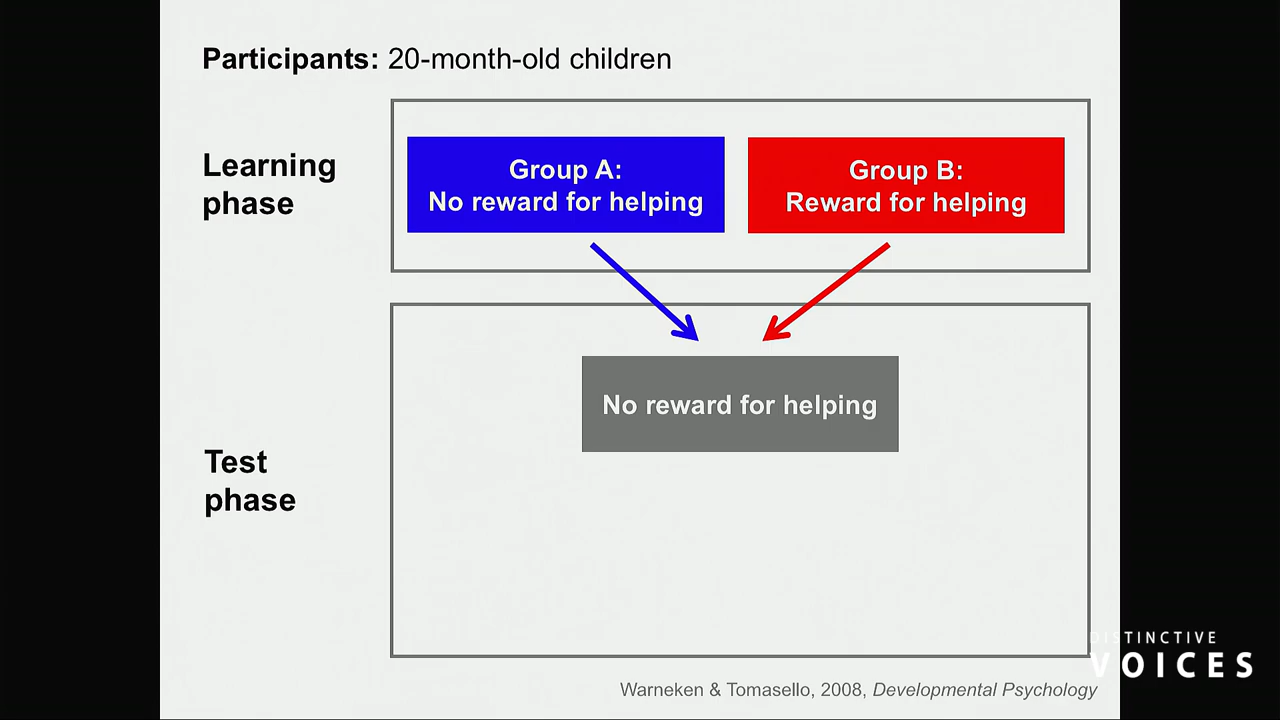 Participants: 20-month-old children
Learning
phase
Group A:
No reward for helping
Group B:
Reward for helping
Test
phase
No reward for helping
DISTINCTIVE
VOICES
Warneken & Tomasello, 2008, Developmental Psychology